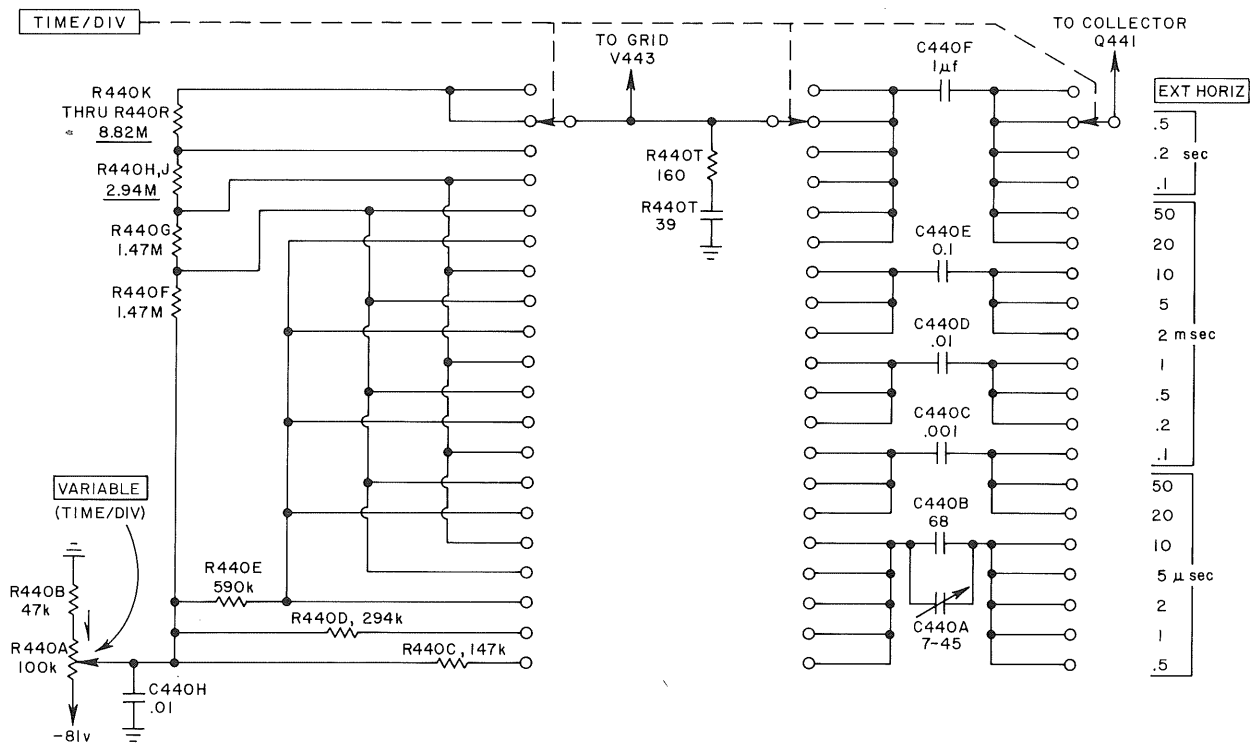 TIME/DIV
TO GRID
V443
TO COLLECTOR
Q441
C440F
1μf
EXT HORIZ
R440K
THRU R440R
8.82M
R440H,J
2.94M
R440G
1.47M
R440F
1.47M
R440T
160
R440T
39
C440E
0.1
C440D
.01
C440C
.001
C440B
68
C440A
7-45
.5
.2 sec
.1
50
20
10
5
2 msec
1
.5
.2
.1
50
20
10
5 μ sec
2
1
.5
VARIABLE
(TIME/DIV)
R440B
47k
R440A
100k
-81v
C440H
.01
R440E
590k
R440D, 294k
R440C, 147k